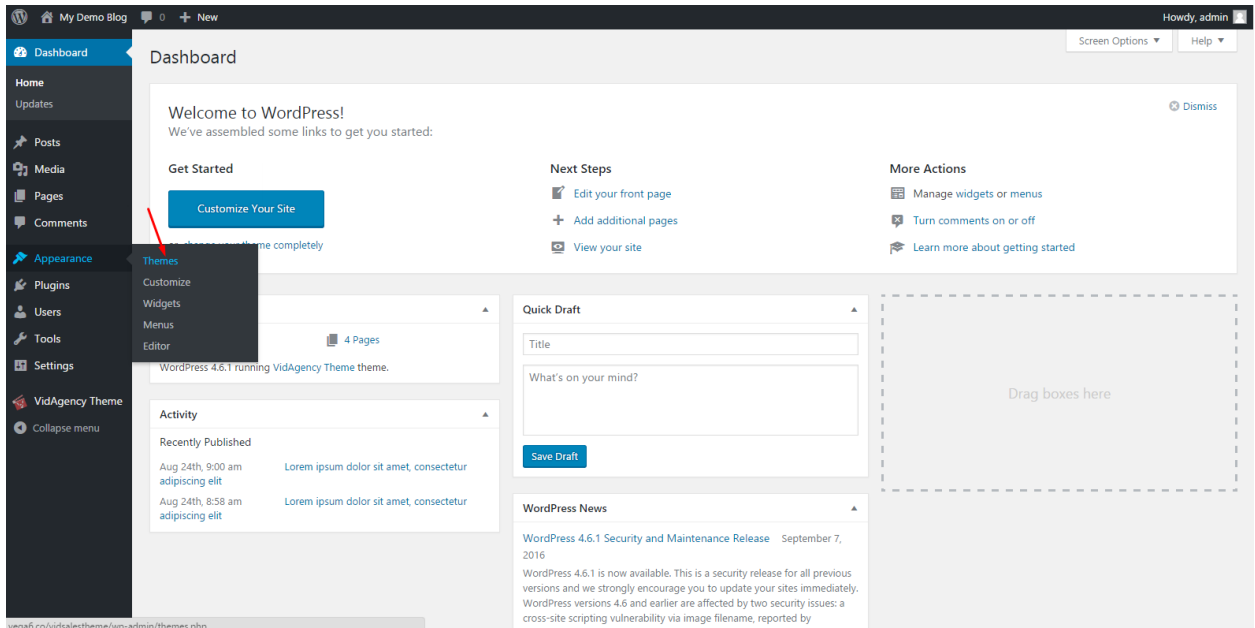 My Demo Blog 0 + New
Howdy, admin
Dashboard
Home
Updates
Posts
Media
Pages
Comments
Appearance
Plugins
Users
Tools
Settings
VidAgency Theme
Collapse menu
Themes
Customize
Widgets
Menus
Editor
Screen Options ▼
Help ▼
Dashboard
Welcome to WordPress!
We've assembled some links to get you started:
Dismiss
Get Started
Customize Your Site
or, change your theme completely
Next Steps
Edit your front page
Add additional pages
View your site
More Actions
Manage widgets or menus
Turn comments on or off
Learn more about getting started
4 Pages
WordPress 4.6.1 running VidAgency Theme theme.
Activity
Recently Published
Aug 24th, 9:00 am Lorem ipsum dolor sit amet, consectetur
adipiscing elit
Aug 24th, 8:58 am Lorem ipsum dolor sit amet, consectetur
adipiscing elit
Quick Draft
Title
What's on your mind?
Save Draft
WordPress News
WordPress 4.6.1 Security and Maintenance Release September 7,
2016
WordPress 4.6.1 is now available. This is a security release for all previous
versions and we strongly encourage you to update your sites immediately.
WordPress versions 4.6 and earlier are affected by two security issues: a
cross-site scripting vulnerability via image filename, reported by
Drag boxes here